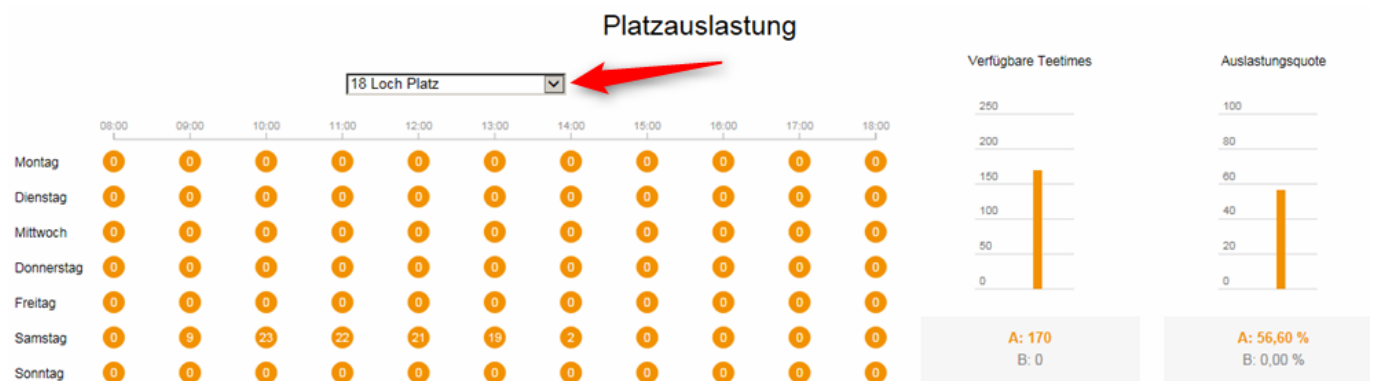 Platzauslastung
18 Loch Platz
08:00 09:00 10:00 11:00 12:00 13:00 14:00 15:00 16:00 17:00 18:00
Montag 0 0 0 0 0 0 0 0 0 0 0
Dienstag 0 0 0 0 0 0 0 0 0 0 0
Mittwoch 0 0 0 0 0 0 0 0 0 0 0
Donnerstag 0 0 0 0 0 0 0 0 0 0 0
Freitag 0 0 0 0 0 0 0 0 0 0 0
Samstag 0 9 23 22 21 19 2 0 0 0 0
Sonntag 0 0 0 0 0 0 0 0 0 0 0
Verfügbare Teetimes
250
200
150
100
50
0
A: 170
B: 0
Auslastungsquote
100
80
60
40
20
0
A: 56,60 %
B: 0,00 %